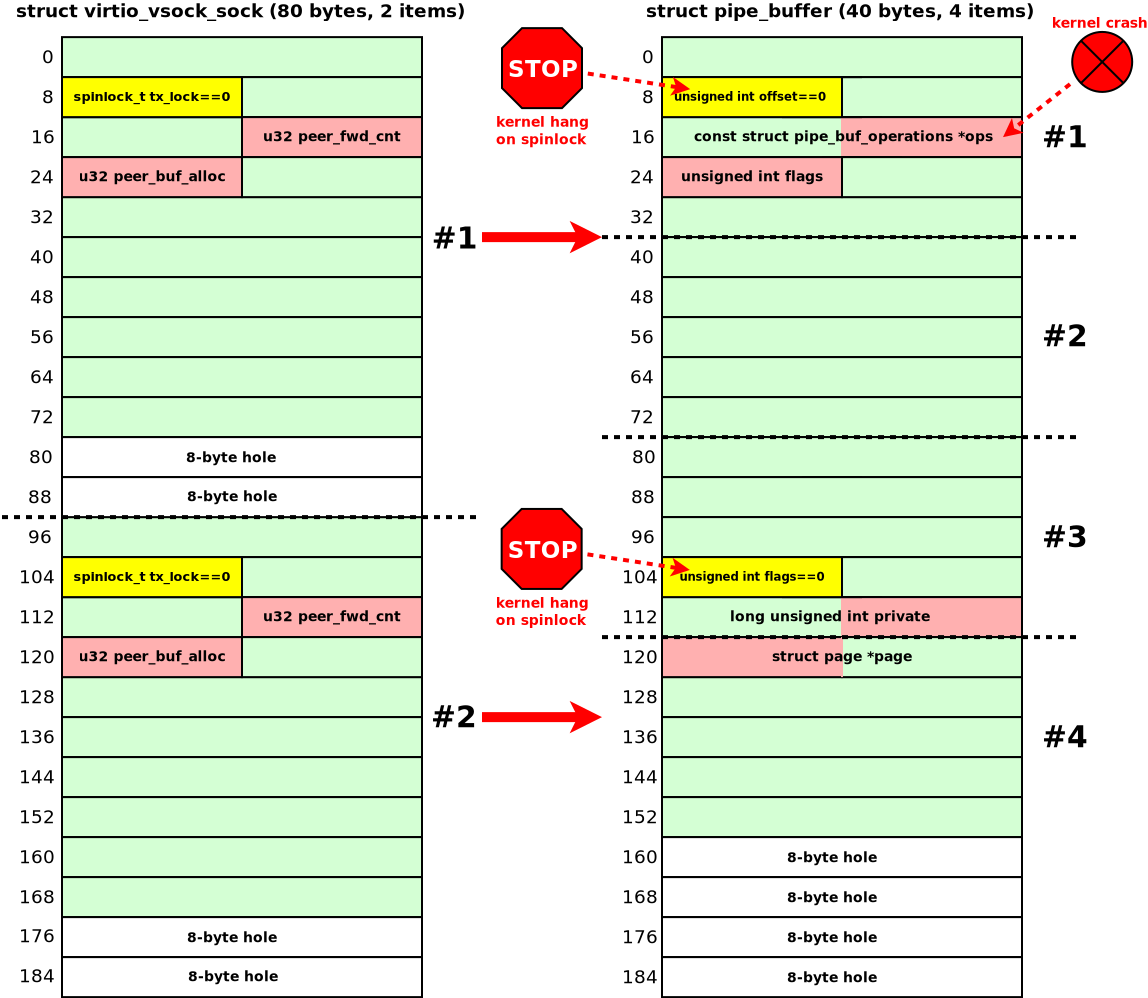 struct virtio_vsock_sock (80 bytes, 2 items)
0
8 spinlock_t tx_lock==0
16 u32 peer_fwd_cnt
24 u32 peer_buf_alloc
32
#1
40
48
56
64
72
80 8-byte hole
88 8-byte hole
96
104 spinlock_t tx_lock==0
112 u32 peer_fwd_cnt
120 u32 peer_buf_alloc
128
#2
136
144
152
160
168
176 8-byte hole
184 8-byte hole
STOP
kernel hang
on spinlock
STOP
kernel hang
on spinlock
struct pipe_buffer (40 bytes, 4 items)
kernel crash
0
8 unsigned int offset==0
16 const struct pipe_buf_operations *ops
#1
24 unsigned int flags
32
40
48
56
#2
64
72
80
88
96
#3
104 unsigned int flags==0
112 long unsigned int private
120 struct page *page
128
136
#4
144
152
160 8-byte hole
168 8-byte hole
176 8-byte hole
184 8-byte hole